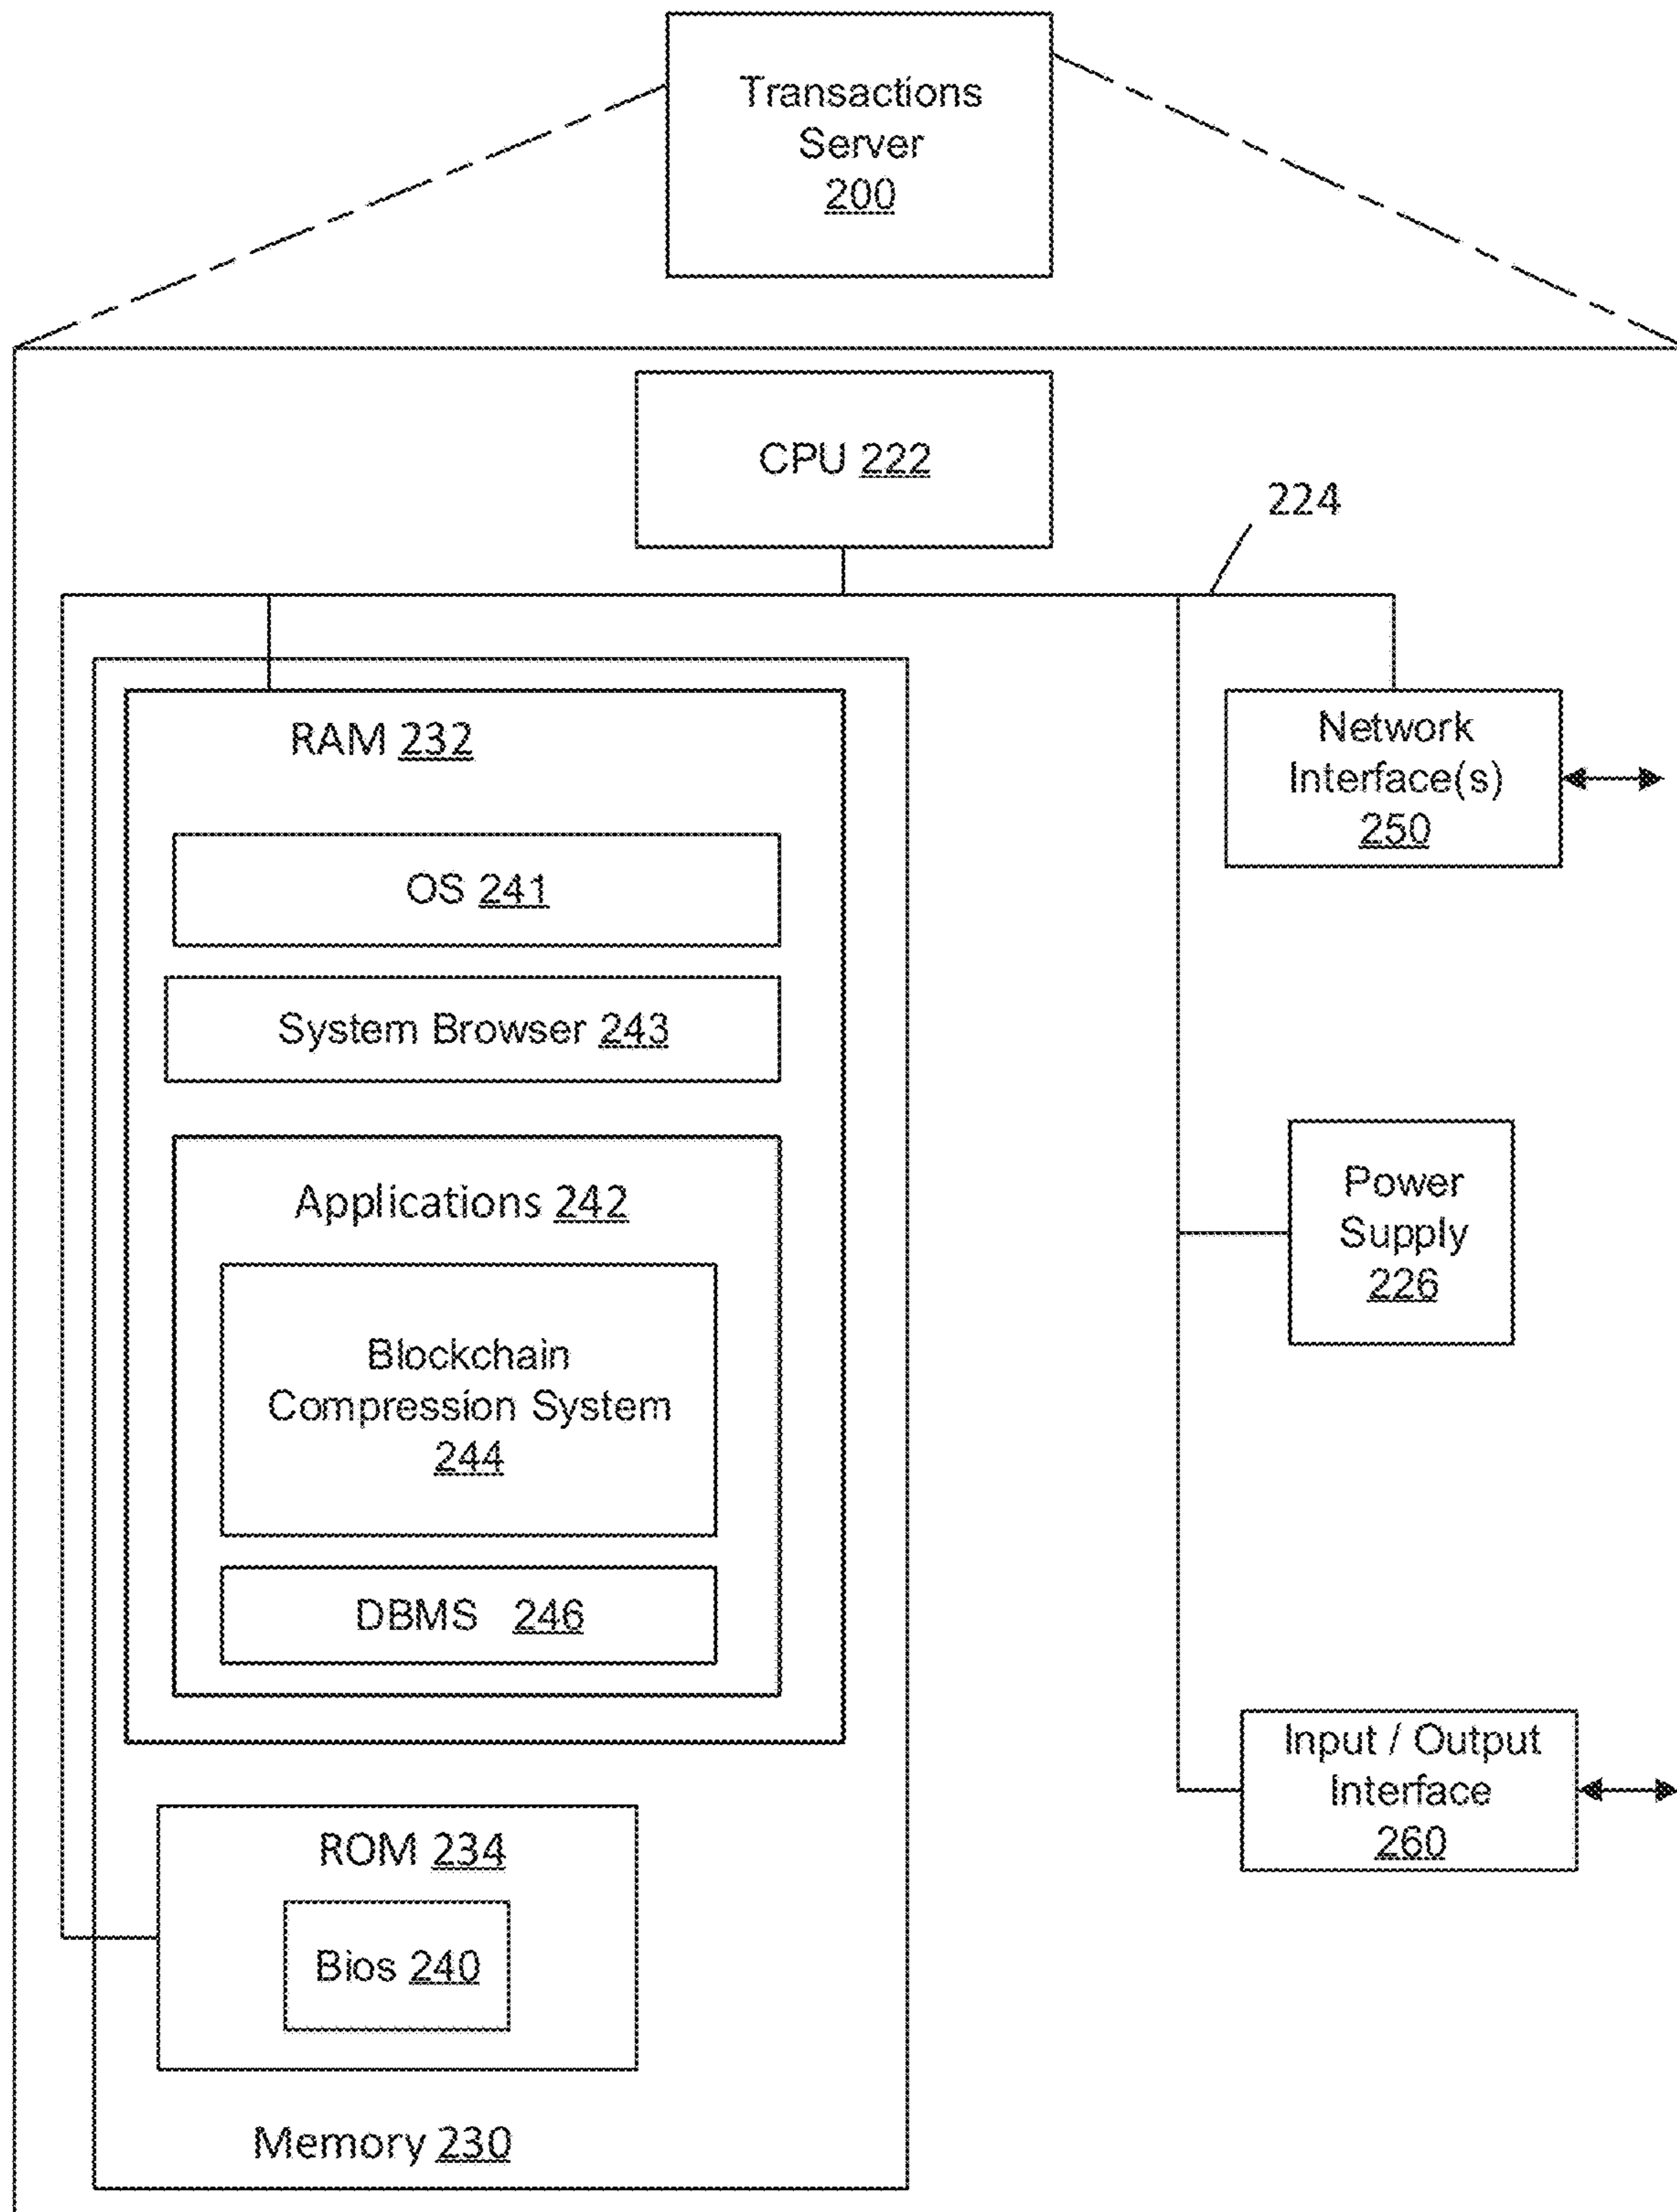 Transactions
Server
200
CPU 222
224
RAM 232
Network
Interface(s)
250
OS 241
System Browser 243
Applications 242
Power
Supply
226
Blockchain
Compression System
244
DBMS 246
Input / Output
Interface
260
ROM 234
Bios 240
Memory 230